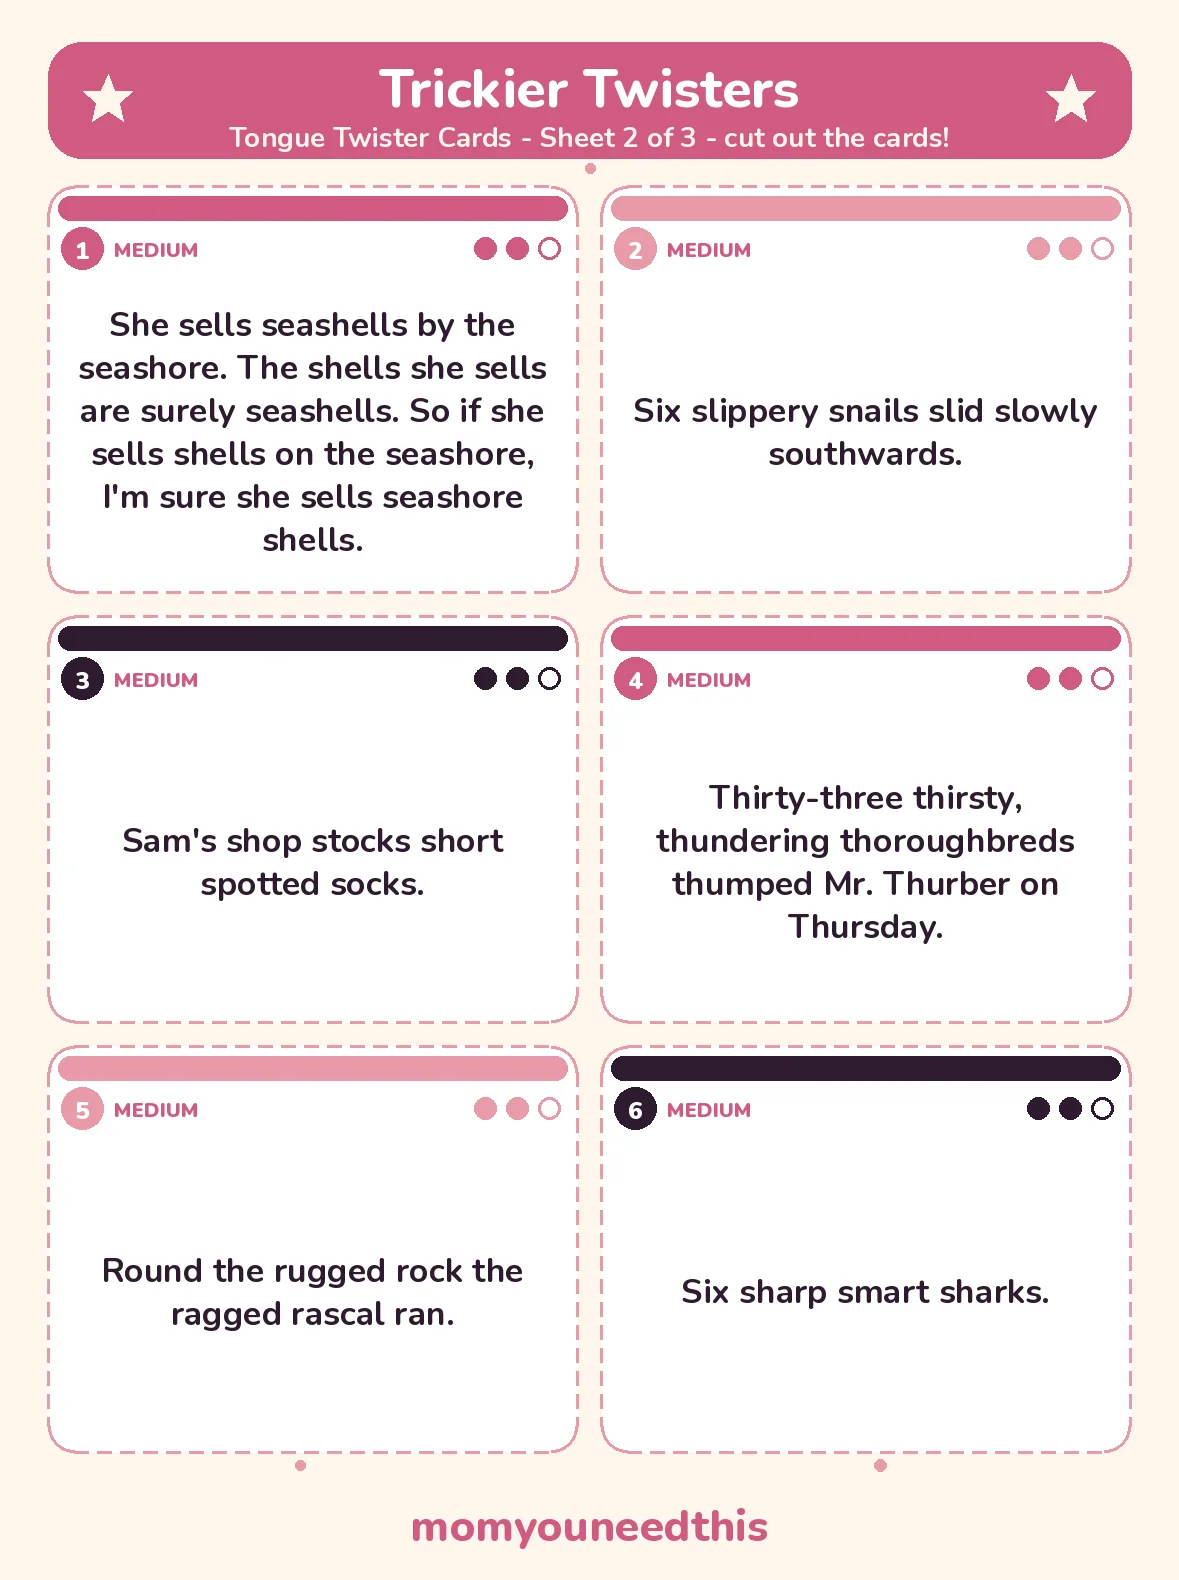 Trickier Twisters
Tongue Twister Cards - Sheet 2 of 3 - cut out the cards!
1 MEDIUM
She sells seashells by the
seashore. The shells she sells
are surely seashells. So if she
sells shells on the seashore,
I'm sure she sells seashore
shells.
2 MEDIUM
Six slippery snails slid slowly
southwards.
3 MEDIUM
Sam's shop stocks short
spotted socks.
4 MEDIUM
Thirty-three thirsty,
thundering thoroughbreds
thumped Mr. Thurber on
Thursday.
5 MEDIUM
Round the rugged rock the
ragged rascal ran.
6 MEDIUM
Six sharp smart sharks.
momyouneedthis